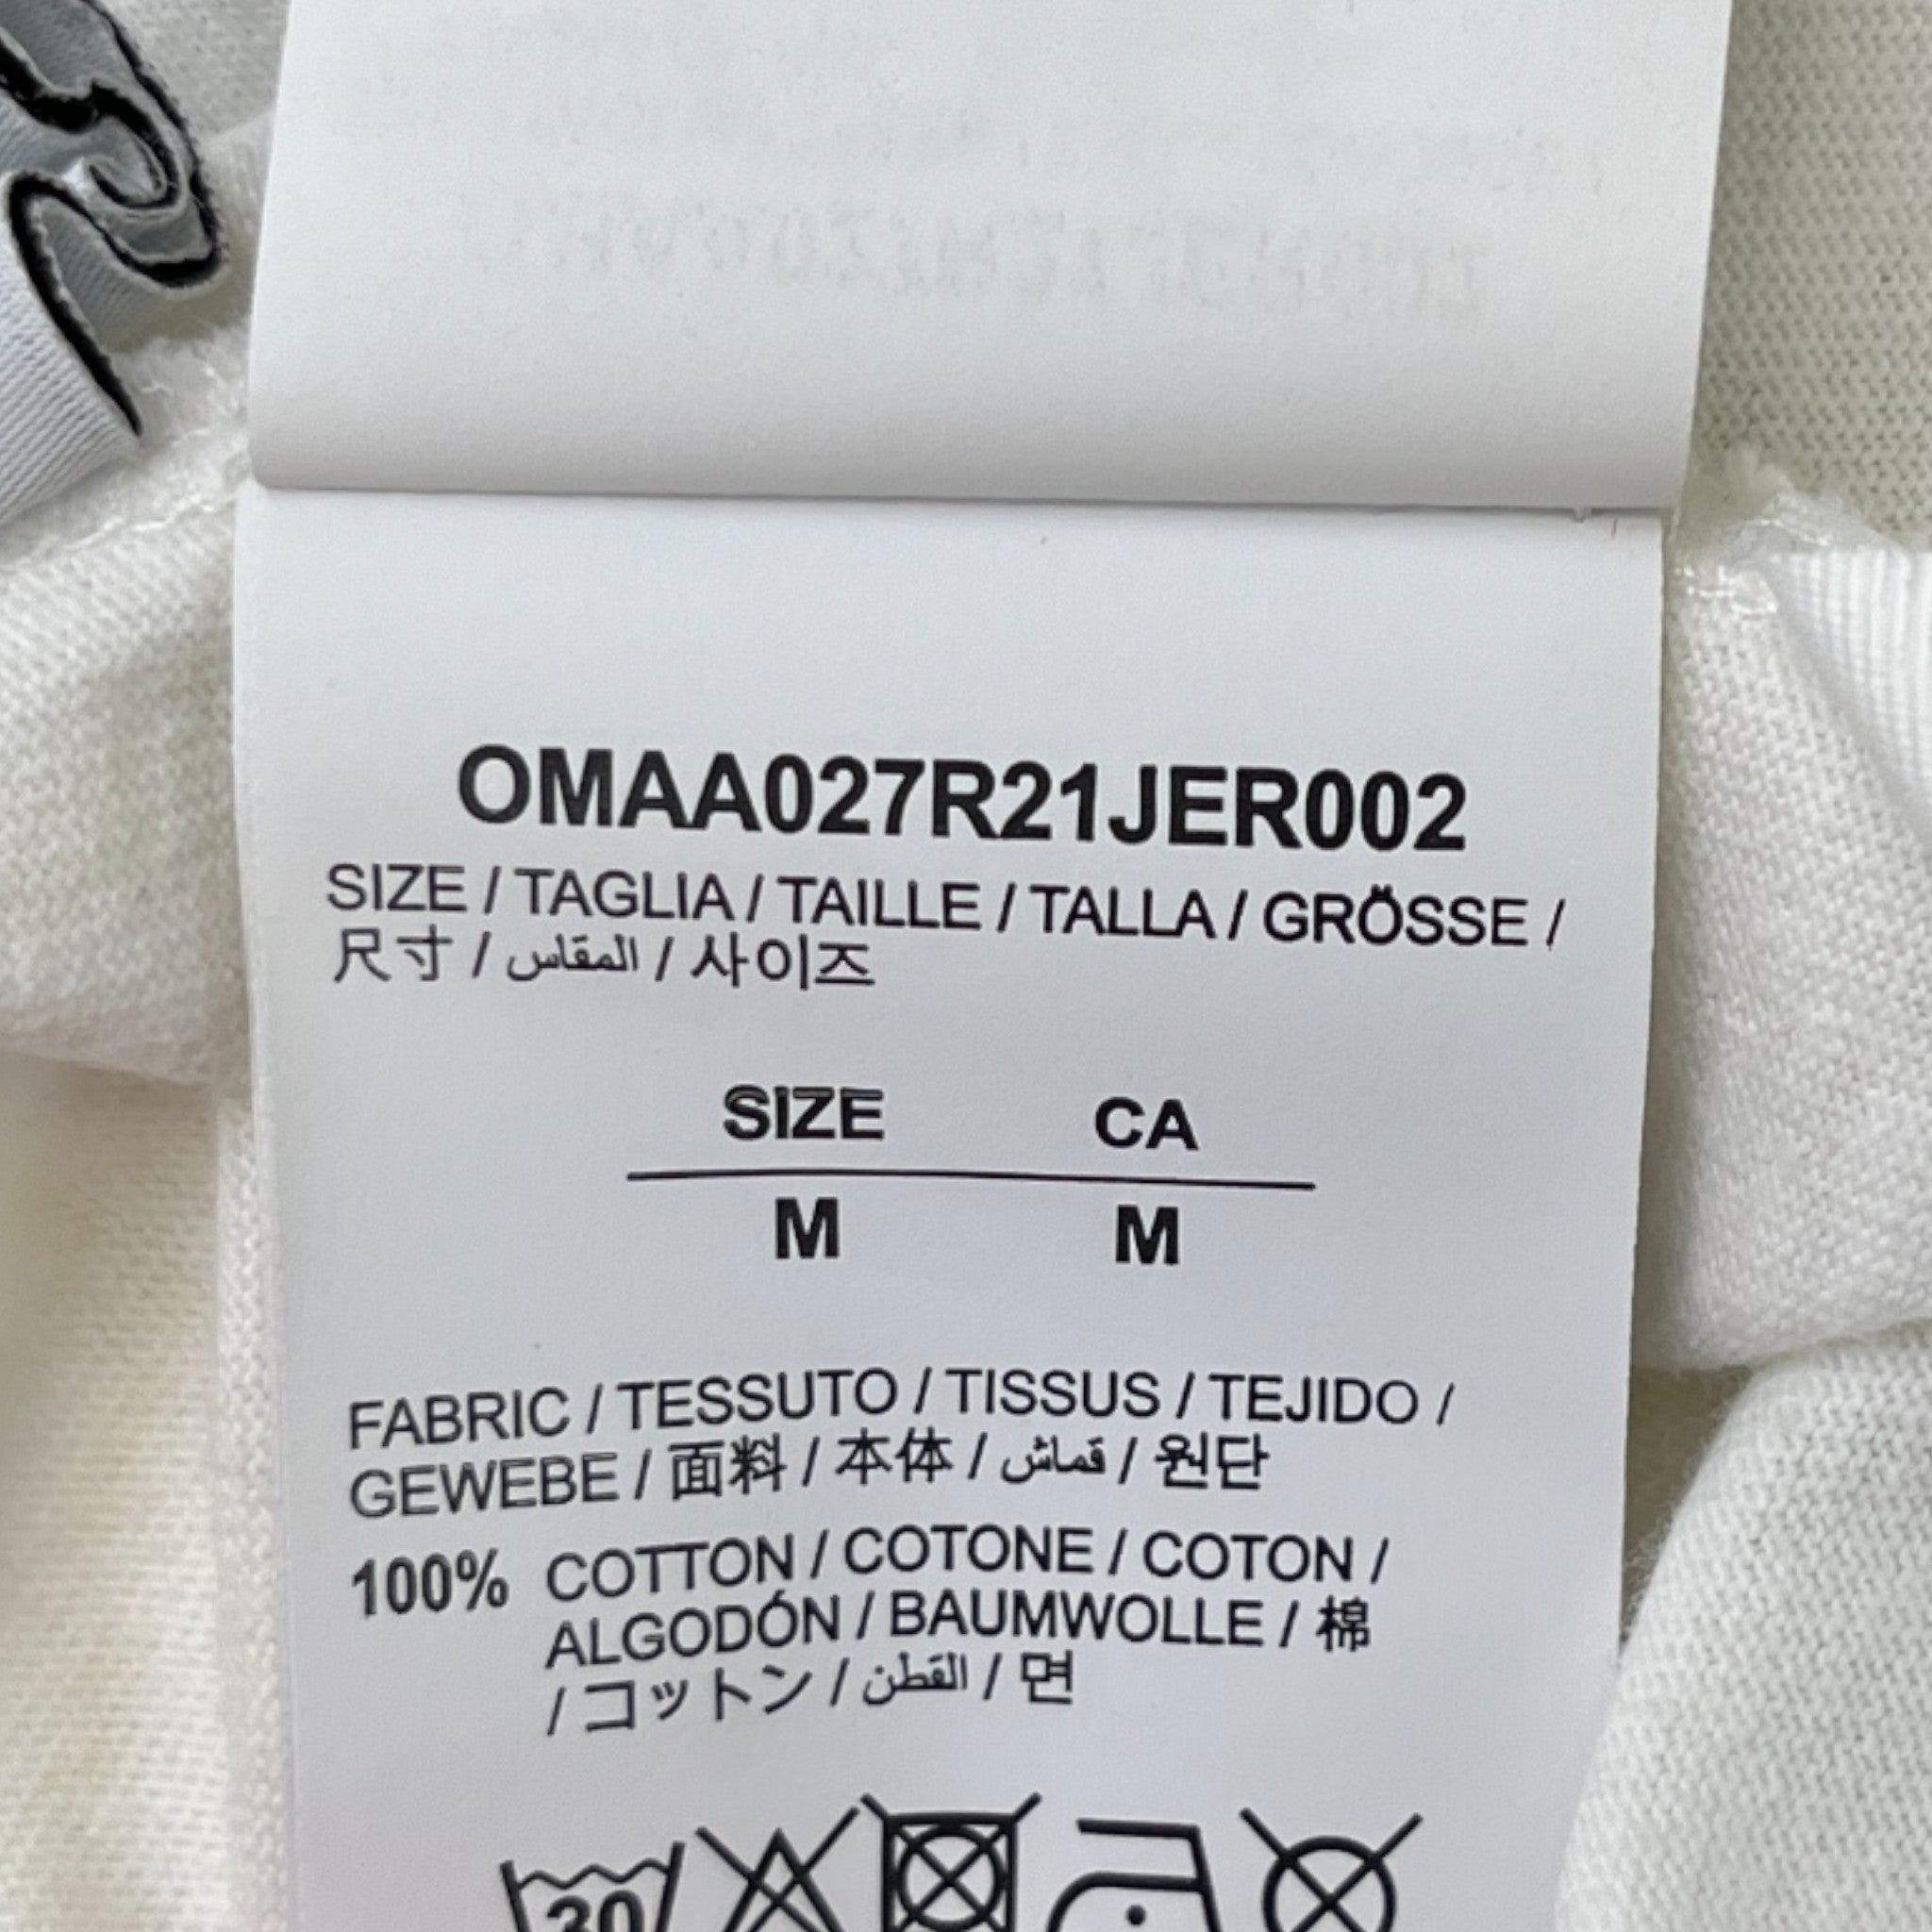 OMAA027R21JER002
SIZE / TAGLIA / TAILLE / TALLA / GRÖSSE /
尺寸 / المقاس / 사이즈
SIZE CA
M M
FABRIC / TESSUTO / TISSUS / TEJIDO /
GEWEBE / 面料 / 本体 / قماش / 원단
100% COTTON / COTONE / COTON /
ALGODÓN / BAUMWOLLE / 棉
/ コットン / القطن / 면
30